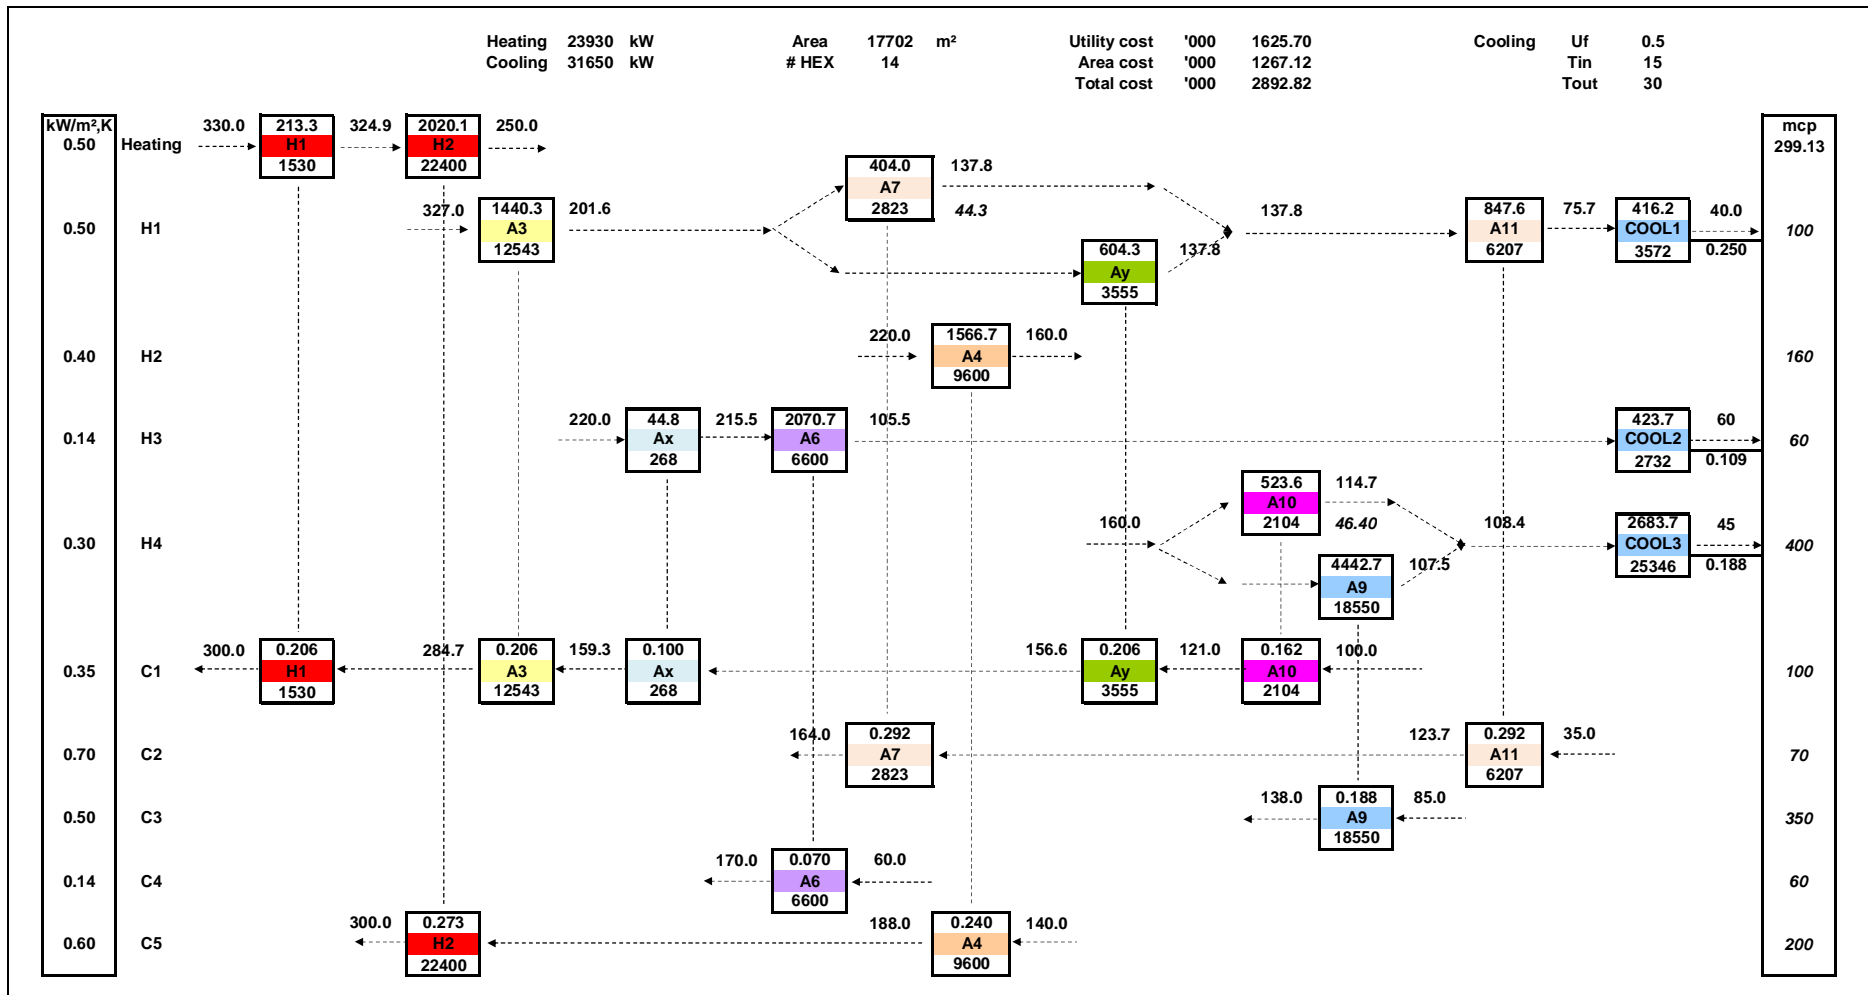 Heating 23930 kW Area 17702 m² Utility cost '000 1625.70 Cooling Uf 0.5
Cooling 31650 kW # HEX 14 Area cost '000 1267.12 Tin 15
Total cost '000 2892.82 Tout 30
kW/m²,K 330.0 213.3 324.9 2020.1 250.0 mcp
0.50 Heating H1 H2 299.13
1530 22400
404.0 137.8
A7
2823 44.3
327.0 1440.3 201.6 137.8 847.6 75.7 416.2 40.0
0.50 H1 A3 A11 COOL1 100
12543 6207 3572 0.250
604.3 137.8
Ay
3555
220.0 1566.7 160.0
0.40 H2 A4 160
9600
220.0 44.8 215.5 2070.7 105.5 423.7 60
0.14 H3 Ax A6 COOL2 60
268 6600 2732 0.109
523.6 114.7
A10
2104 46.40
160.0 108.4 2683.7 45
0.30 H4 COOL3 400
25346 0.188
4442.7 107.5
A9
18550
300.0 0.206 284.7 0.206 159.3 0.100 156.6 0.206 121.0 0.162 100.0
0.35 C1 H1 A3 Ax Ay A10 100
1530 12543 268 3555 2104
164.0 0.292 123.7 0.292 35.0
0.70 C2 A7 A11 70
2823 6207
138.0 0.188 85.0
0.50 C3 A9 350
18550
170.0 0.070 60.0
0.14 C4 A6 60
6600
300.0 0.273 188.0 0.240 140.0
0.60 C5 H2 A4 200
22400 9600